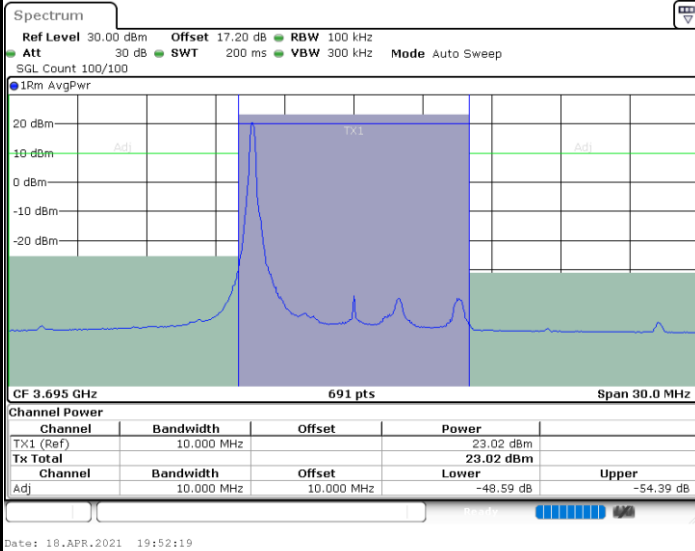 Spectrum
Ref Level 30.00 dBm Offset 17.20 dB RBW 100 kHz
Att 30 dB SWT 200 ms VBW 300 kHz Mode Auto Sweep
SGL Count 100/100
1Rm AvgPwr
20 dBm
TX1
Adj Adj
10 dBm
0 dBm
-10 dBm
-20 dBm
CF 3.695 GHz 691 pts Span 30.0 MHz
Channel Power
Channel Bandwidth Offset Power
TX1 (Ref) 10.000 MHz 23.02 dBm
Tx Total 23.02 dBm
Channel Bandwidth Offset Lower Upper
Adj 10.000 MHz 10.000 MHz -48.59 dB -54.39 dB
Ready
Date: 18.APR.2021 19:52:19